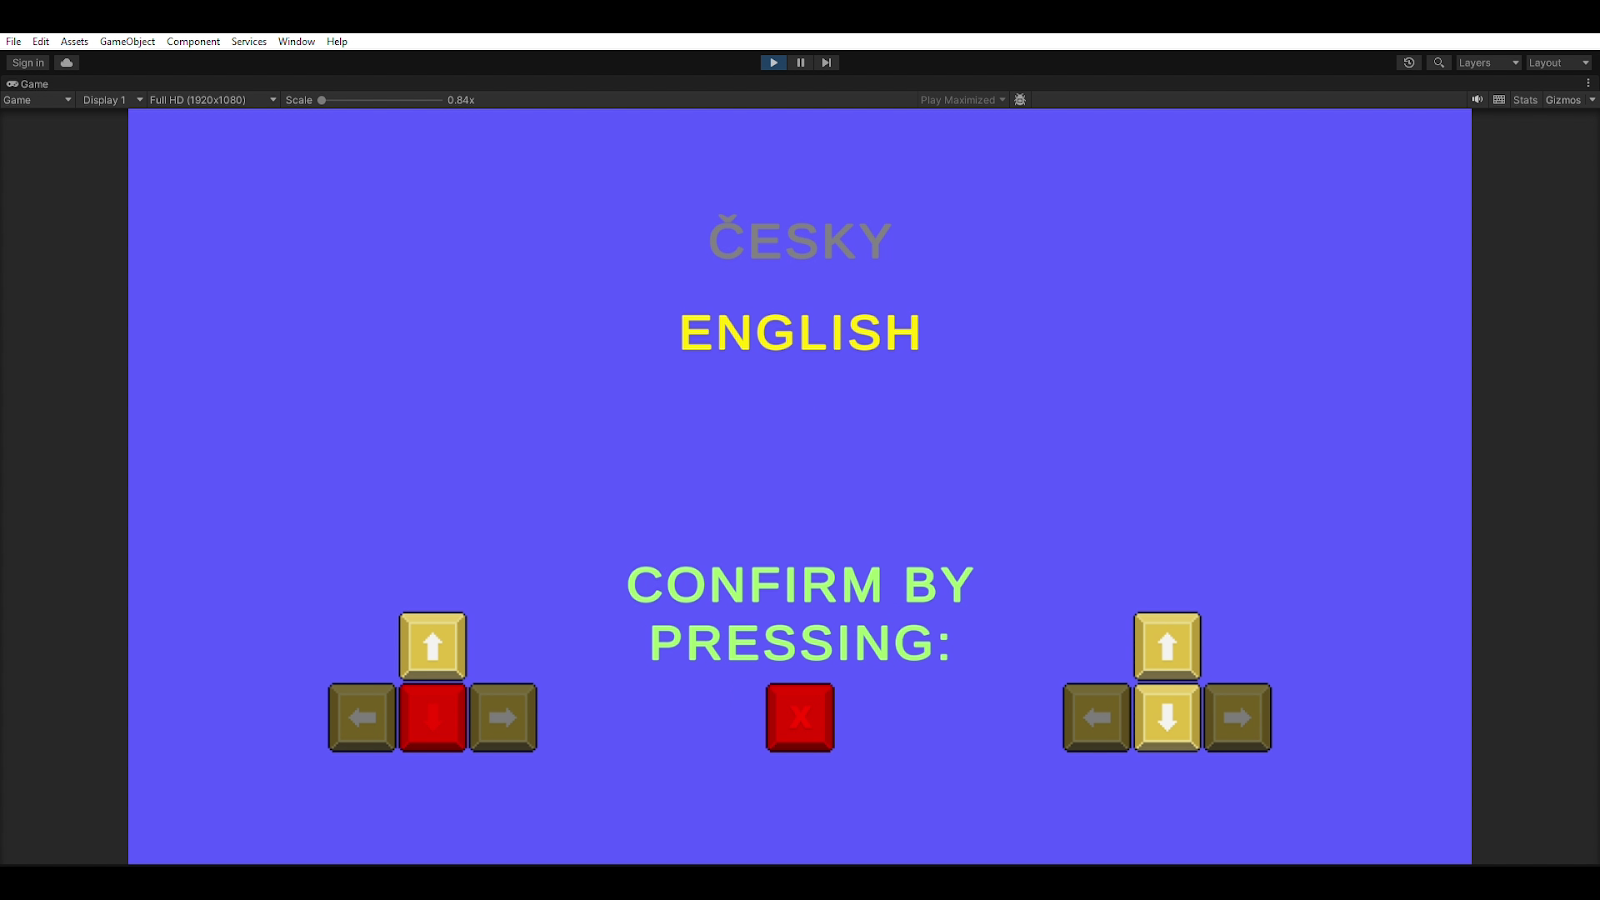 File Edit Assets GameObject Component Services Window Help
Sign in Layers Layout
Game
Game Display 1 Full HD (1920x1080) Scale 0.84x Play Maximized Stats Gizmos
ČESKY
ENGLISH
CONFIRM BY
PRESSING:
X